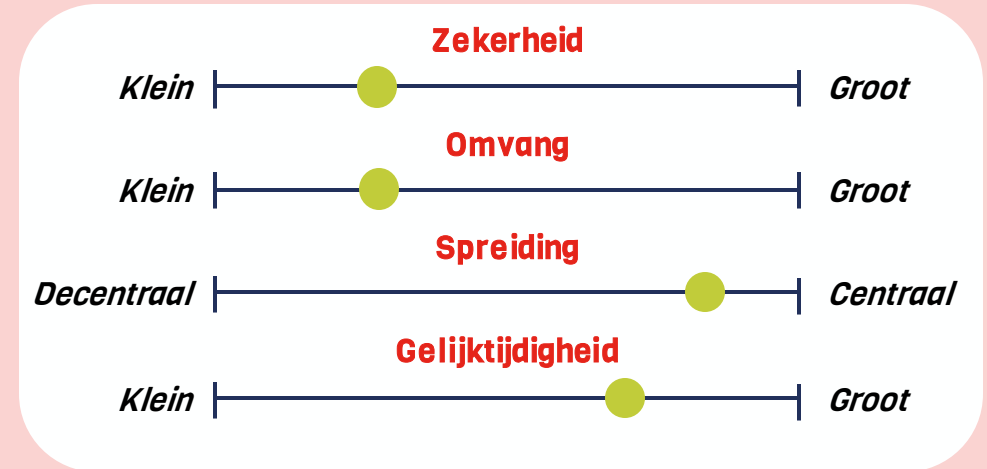 Zekerheid
Klein Groot
Omvang
Klein Groot
Spreiding
Decentraal Centraal
Gelijktijdigheid
Klein Groot